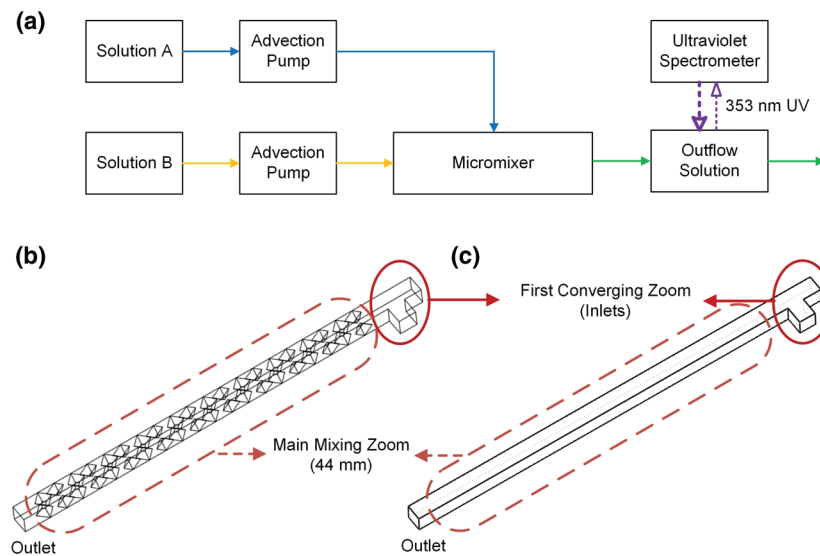 (a)
Solution A
Advection
Pump
Ultraviolet
Spectrometer
353 nm UV
Solution B
Advection
Pump
Micromixer
Outflow
Solution
(b)
(c)
First Converging Zoom
(Inlets)
Main Mixing Zoom
(44 mm)
Outlet
Outlet